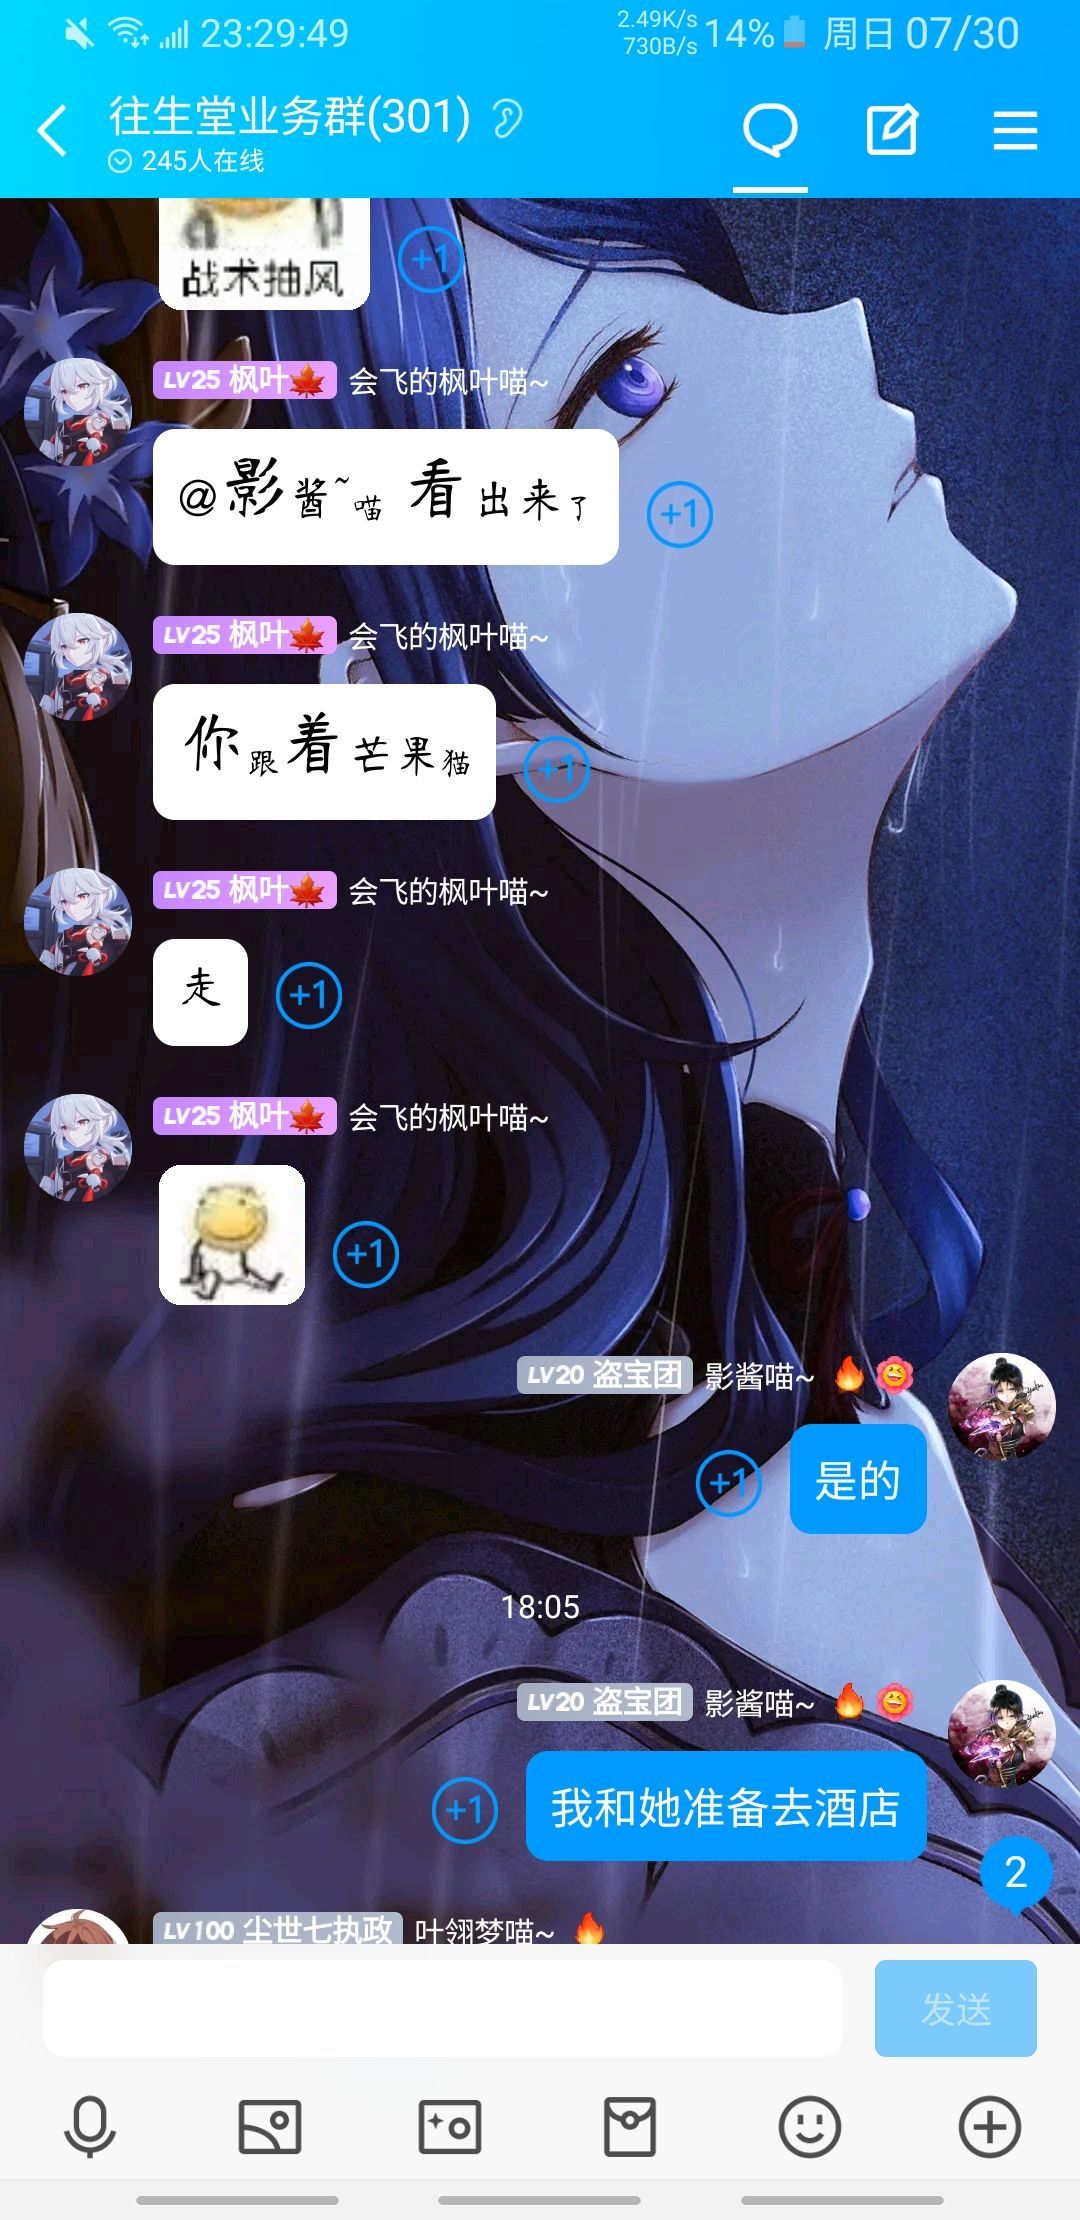 23:29:49
2.49K/s
730B/s
14%
周日 07/30
往生堂业务群(301)
245人在线
战术抽风
+1
LV25 枫叶🍁 会飞的枫叶喵~
@影酱~喵 看出来了
+1
LV25 枫叶🍁 会飞的枫叶喵~
你跟着芒果猫
+1
LV25 枫叶🍁 会飞的枫叶喵~
走
+1
LV25 枫叶🍁 会飞的枫叶喵~
+1
LV20 盗宝团 影酱喵~ 🔥
+1
是的
18:05
LV20 盗宝团 影酱喵~ 🔥
+1
我和她准备去酒店
2
LV100 尘世七执政 叶翎梦喵~ 🔥
发送